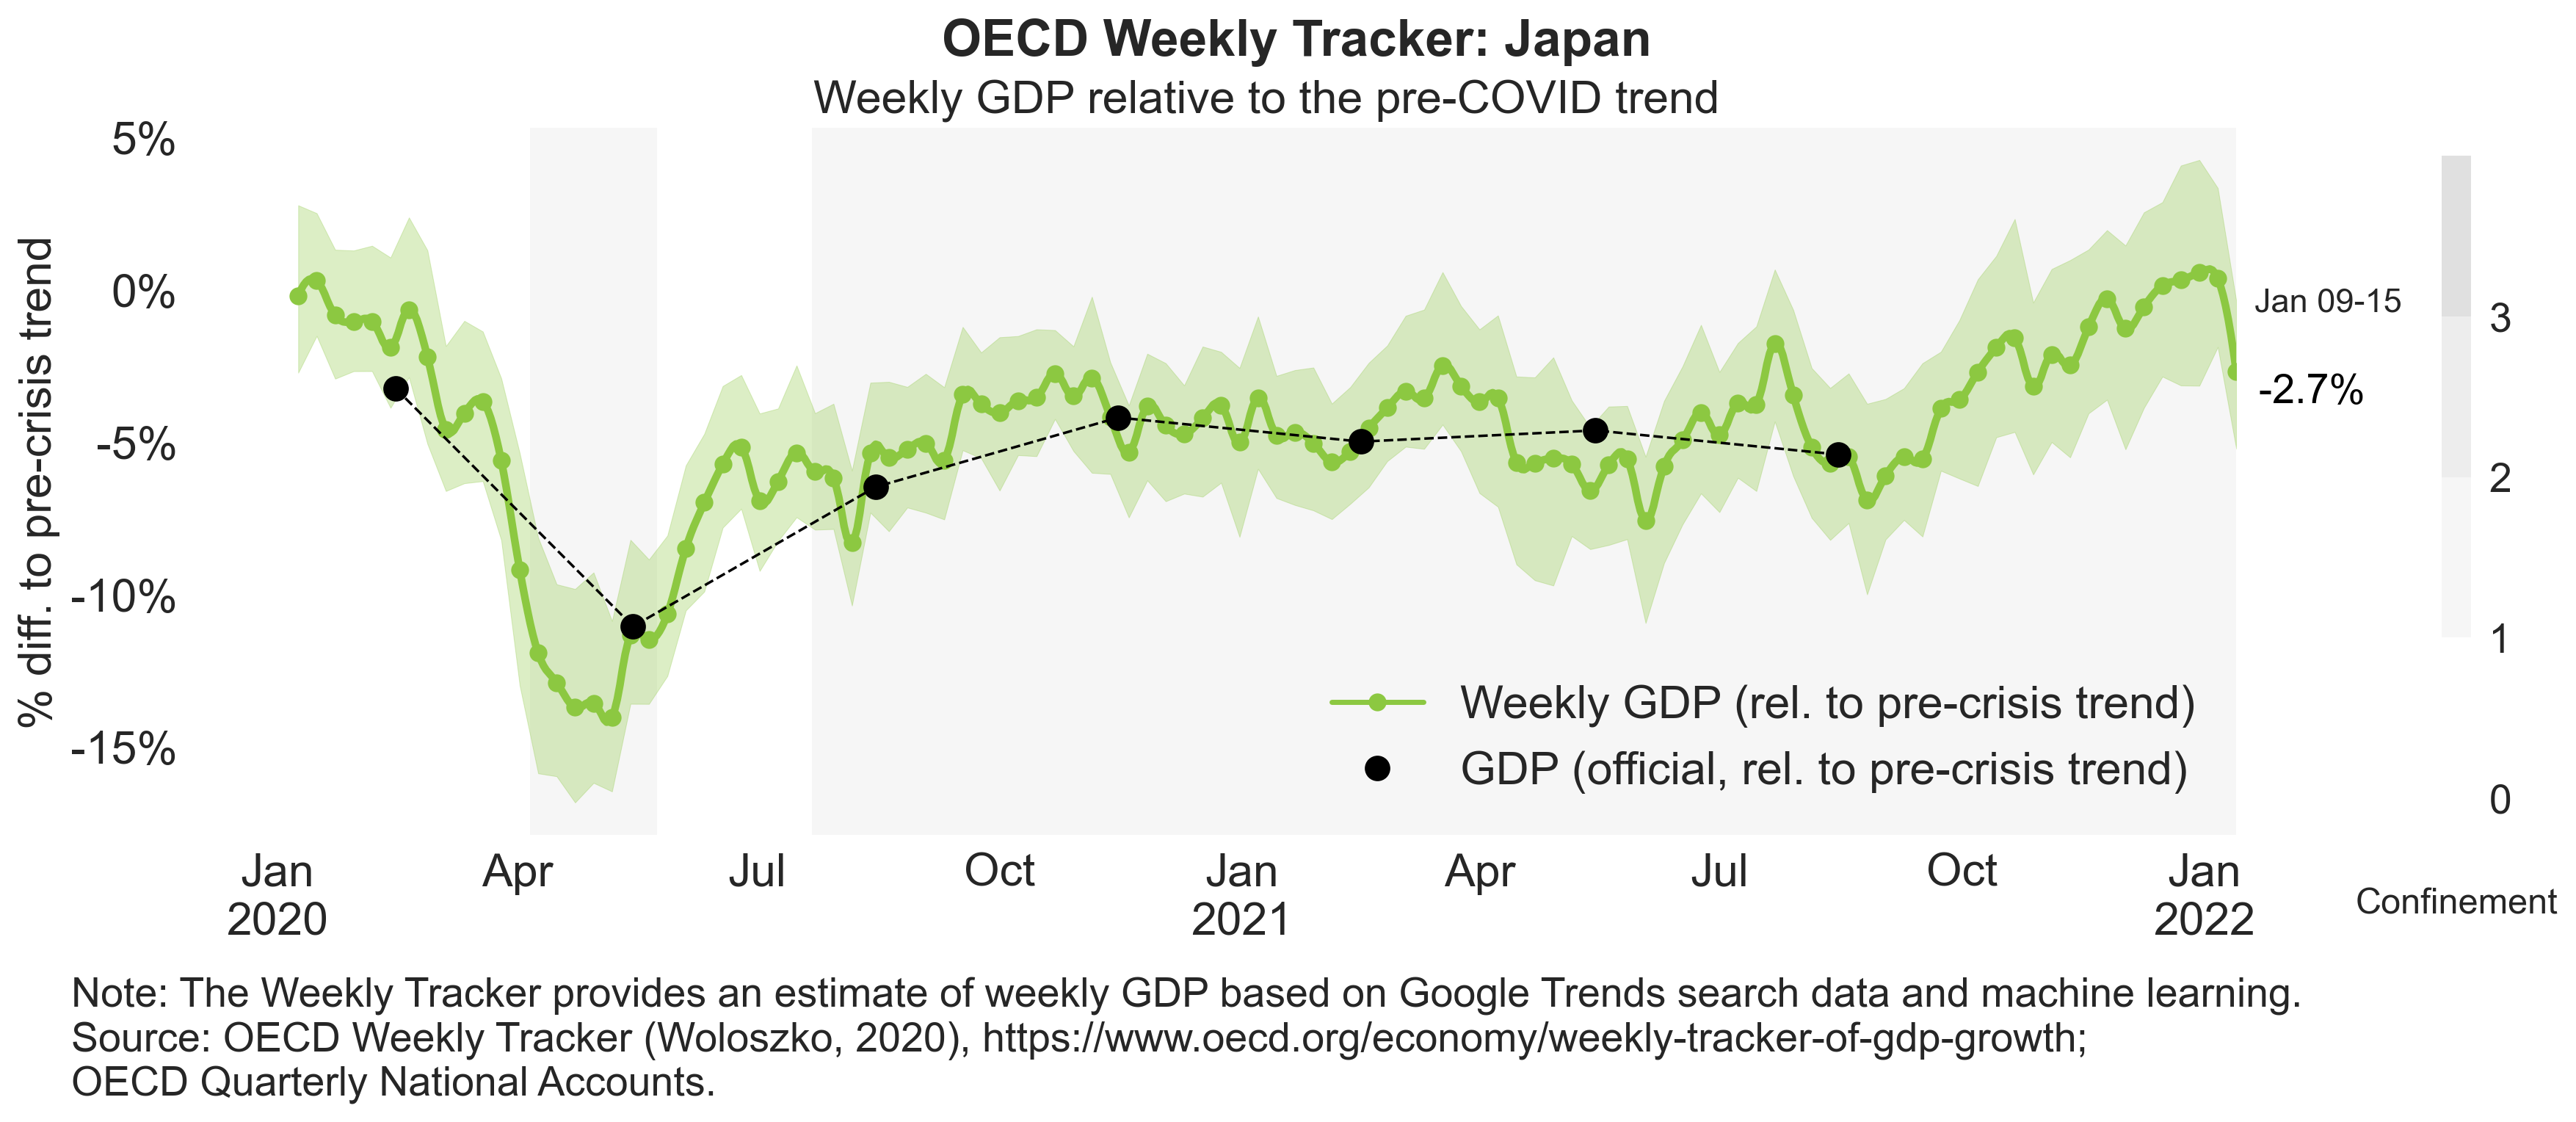 OECD Weekly Tracker: Japan
Weekly GDP relative to the pre-COVID trend
% diff. to pre-crisis trend
5%
0%
-5%
-10%
-15%
Jan 09-15
-2.7%
Weekly GDP (rel. to pre-crisis trend)
GDP (official, rel. to pre-crisis trend)
3
2
1
0
Confinement
Jan Apr Jul Oct Jan Apr Jul Oct Jan
2020 2021 2022
Note: The Weekly Tracker provides an estimate of weekly GDP based on Google Trends search data and machine learning.
Source: OECD Weekly Tracker (Woloszko, 2020), https://www.oecd.org/economy/weekly-tracker-of-gdp-growth;
OECD Quarterly National Accounts.